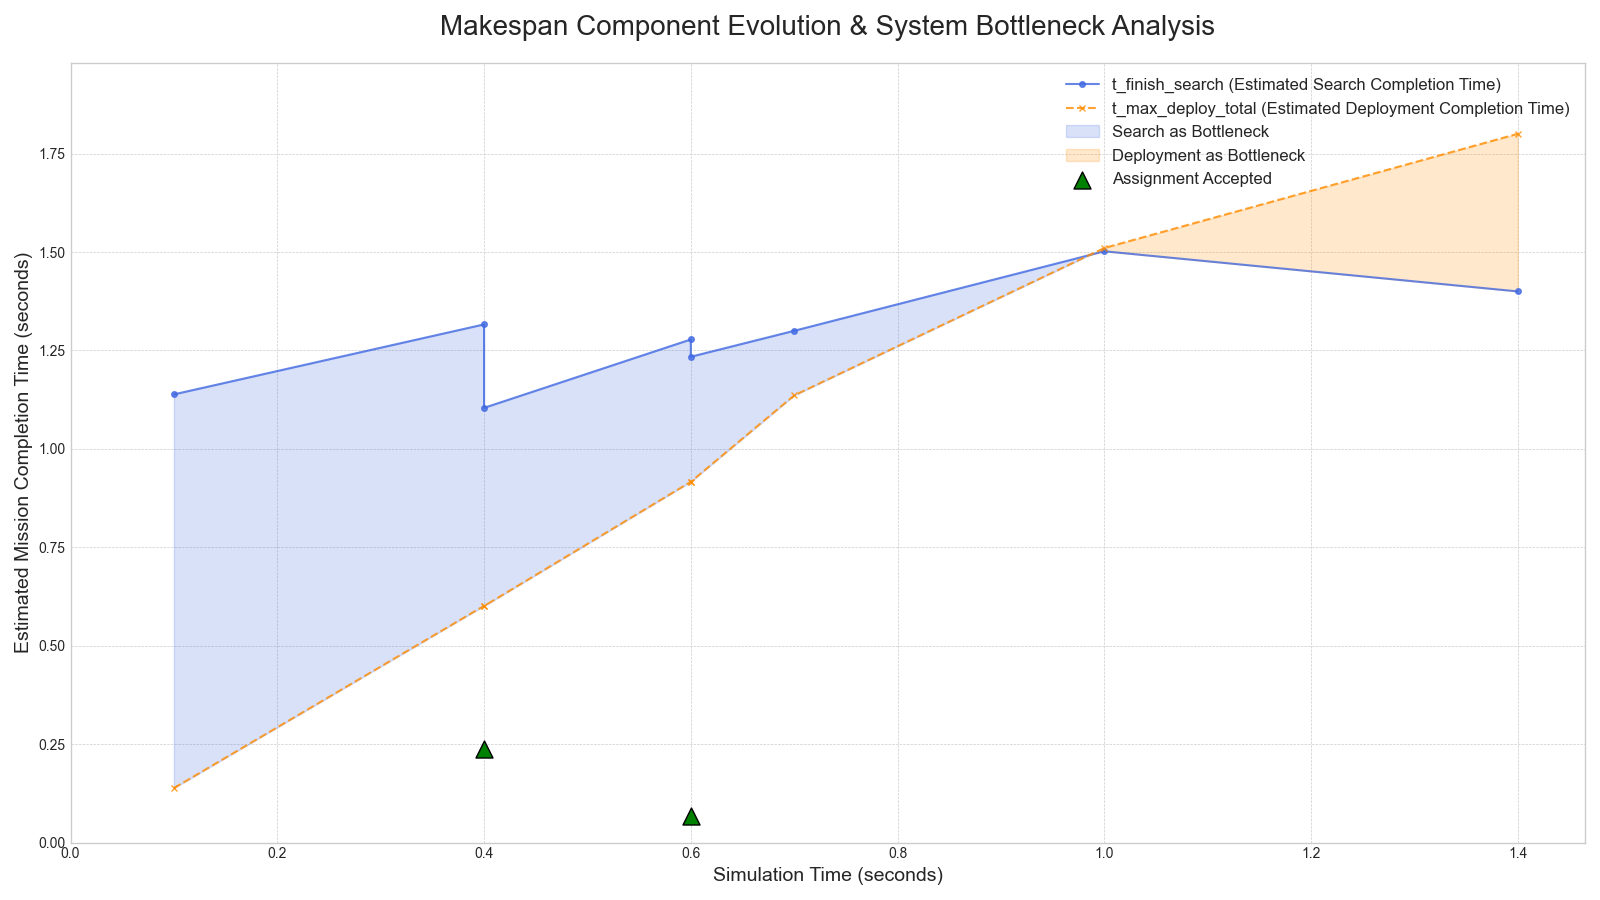 Makespan Component Evolution & System Bottleneck Analysis
t_finish_search (Estimated Search Completion Time)
t_max_deploy_total (Estimated Deployment Completion Time)
Search as Bottleneck
Deployment as Bottleneck
Assignment Accepted
Estimated Mission Completion Time (seconds)
1.75
1.50
1.25
1.00
0.75
0.50
0.25
0.00
0.0 0.2 0.4 0.6 0.8 1.0 1.2 1.4
Simulation Time (seconds)